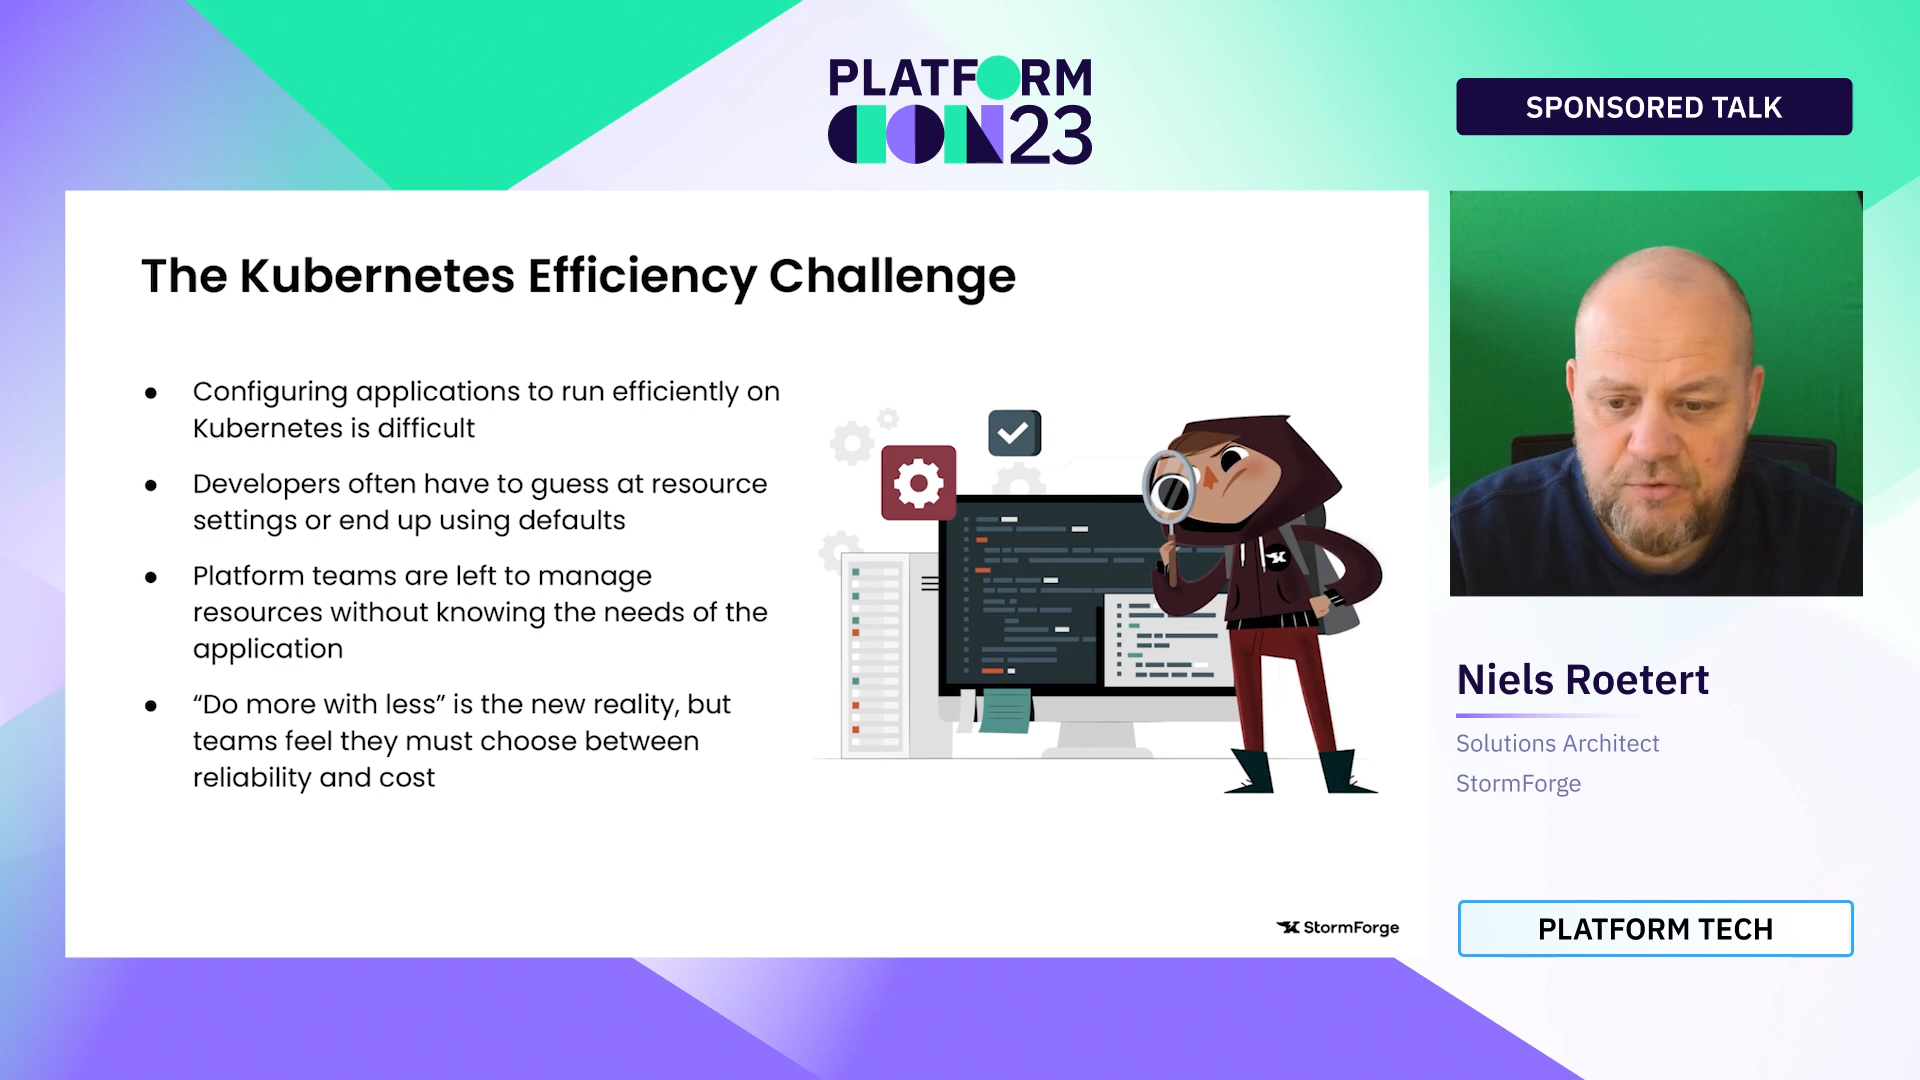 PLATFORM
CON23
SPONSORED TALK
The Kubernetes Efficiency Challenge
● Configuring applications to run efficiently on
Kubernetes is difficult
● Developers often have to guess at resource
settings or end up using defaults
● Platform teams are left to manage
resources without knowing the needs of the
application
● “Do more with less” is the new reality, but
teams feel they must choose between
reliability and cost
StormForge
Niels Roetert
Solutions Architect
StormForge
PLATFORM TECH